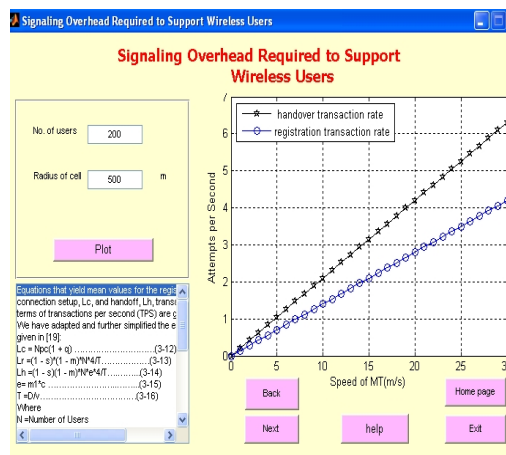 Signaling Overhead Required to Support Wireless Users
Signaling Overhead Required to Support
Wireless Users
No. of users
200
Radius of cell
500
m
Plot
Equations that yield mean values for the regis
connection setup, Lc, and handoff, Lh, transa
terms of transactions per second (TPS) are g
We have adapted and further simplified the e
given in [19]:
Lc = Npc(1 + q) ........................(3-12)
Lr =(1 - s)*(1 - m)*N*4/T..................(3-13)
Lh =(1 - m)*N*e*4/T.............(3-14)
e= m1*c ..............................(3-15)
T =D/v................................(3-16)
Where
N =Number of Users
handover transaction rate
registration transaction rate
Attempts per Second
7
6
5
4
3
2
1
0
0
5
10
15
20
25
30
Speed of MT(m/s)
Back
Home page
Next
help
Exit